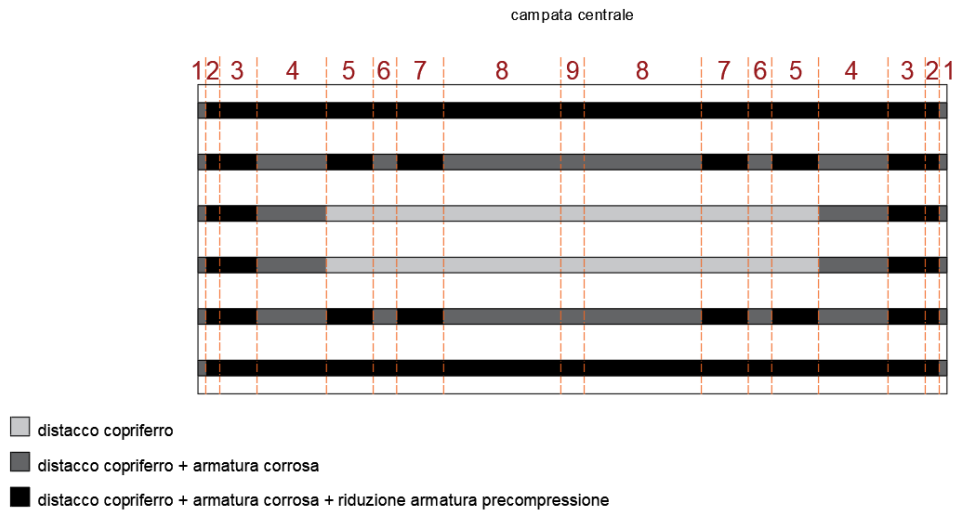 campata centrale
1 2 3 4 5 6 7 8 9 8 7 6 5 4 3 2 1
distacco copriferro
distacco copriferro + armatura corrosa
distacco copriferro + armatura corrosa + riduzione armatura precompressione